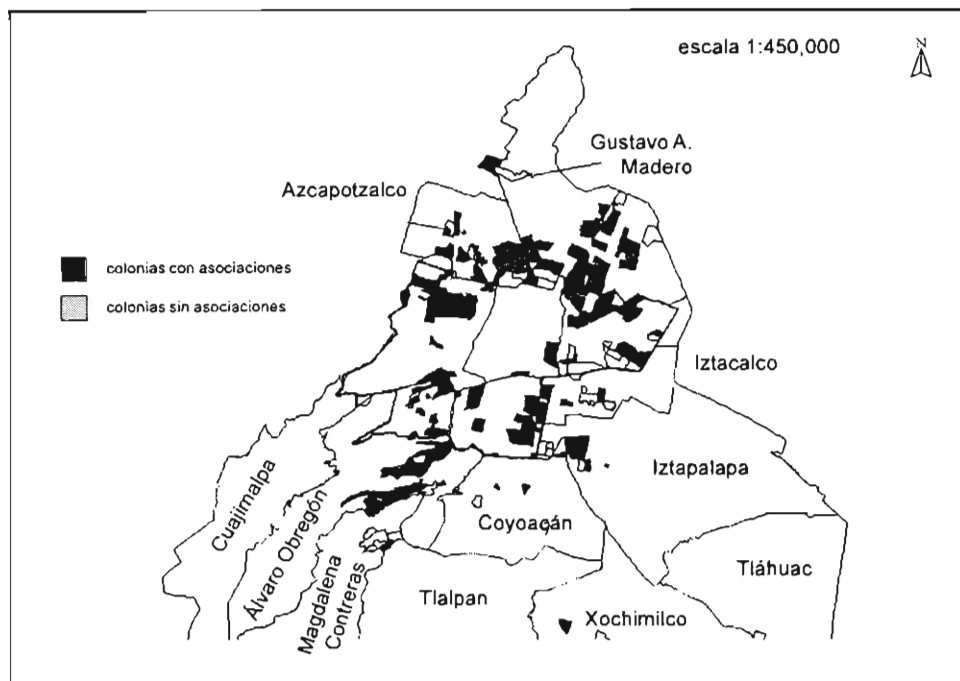 escala 1:450,000
N
Gustavo A.
Madero
Azcapotzalco
colonias con asociaciones
colonias sin asociaciones
Iztacalco
Iztapalapa
Cuajimalpa
Álvaro Obregón
Magdalena
Contreras
Coyoacán
Tláhuac
Tlalpan
Xochimilco